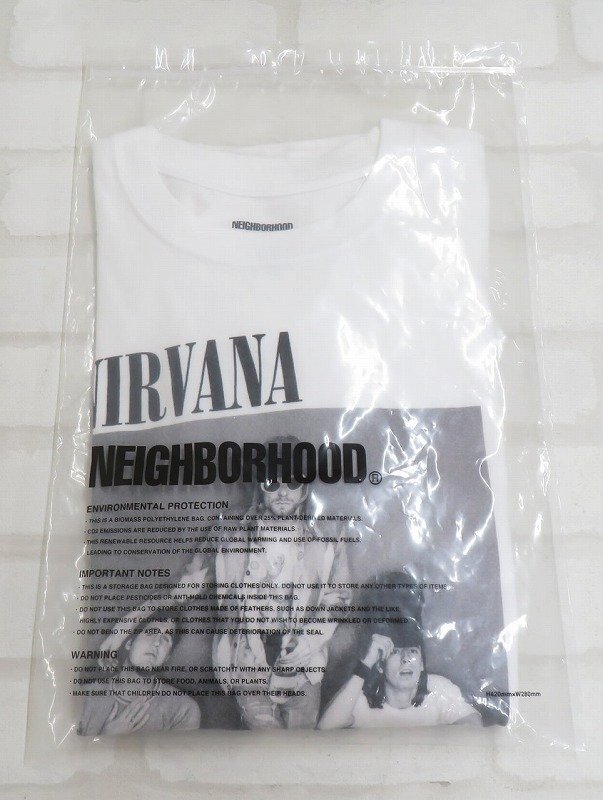 NEIGHBORHOOD
NIRVANA
NEIGHBORHOOD®
ENVIRONMENTAL PROTECTION
· THIS IS A BIOMASS POLYETHYLENE BAG, CONTAINING OVER 25% PLANT-DERIVED MATERIALS.
· CO2 EMISSIONS ARE REDUCED BY THE USE OF RAW PLANT MATERIALS.
· THIS RENEWABLE RESOURCE HELPS REDUCE GLOBAL WARMING AND USE OF FOSSIL FUELS.
LEADING TO CONSERVATION OF THE GLOBAL ENVIRONMENT.
IMPORTANT NOTES
· THIS IS A STORAGE BAG DESIGNED FOR STORING CLOTHES ONLY. DO NOT USE IT TO STORE ANY OTHER TYPES OF ITEMS
· DO NOT PLACE PESTICIDES OR ANTI-MOLD CHEMICALS INSIDE THIS BAG.
· DO NOT USE THIS BAG TO STORE CLOTHES MADE OF FEATHERS, SUCH AS DOWN JACKETS AND THE LIKE,
HIGHLY EXPENSIVE CLOTHES, OR CLOTHES THAT YOU DO NOT WISH TO BECOME WRINKLED OR DEFORMED
· DO NOT BEND THE ZIP AREA, AS THIS CAN CAUSE DETERIORATION OF THE SEAL.
WARNING
· DO NOT PLACE THIS BAG NEAR FIRE, OR SCRATCH IT WITH ANY SHARP OBJECTS.
· DO NOT USE THIS BAG TO STORE FOOD, ANIMALS, OR PLANTS.
· MAKE SURE THAT CHILDREN DO NOT PLACE THIS BAG OVER THEIR HEADS.
H420mmxW280mm